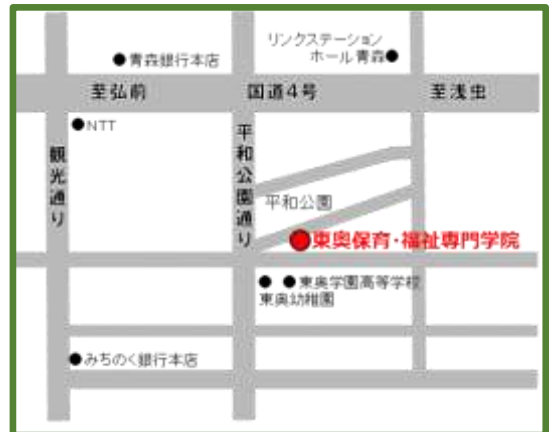 リンクステーション
ホール青森
青森銀行本店
至弘前
国道4号
至浅虫
NTT
観光通り
平和公園通り
平和公園
東奥保育・福祉専門学院
東奥学園高等学校
東奥幼稚園
みちのく銀行本店